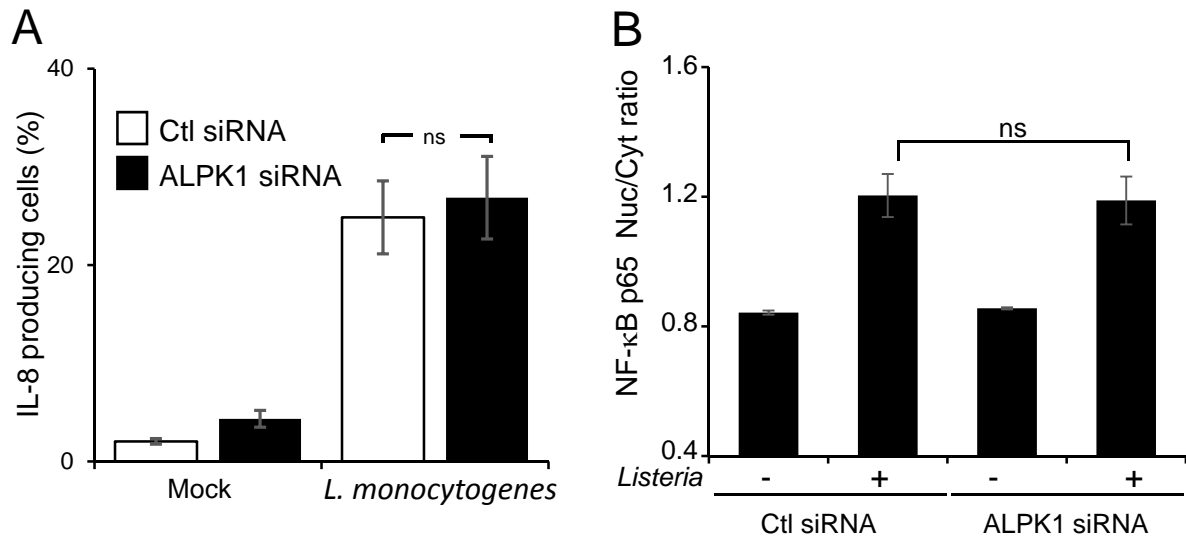 A
IL-8 producing cells (%)
40
20
0
Ctl siRNA
ALPK1 siRNA
ns
Mock
L. monocytogenes
B
NF-κB p65 Nuc/Cyt ratio
1.6
1.2
0.8
0.4
ns
Listeria - + - +
Ctl siRNA ALPK1 siRNA